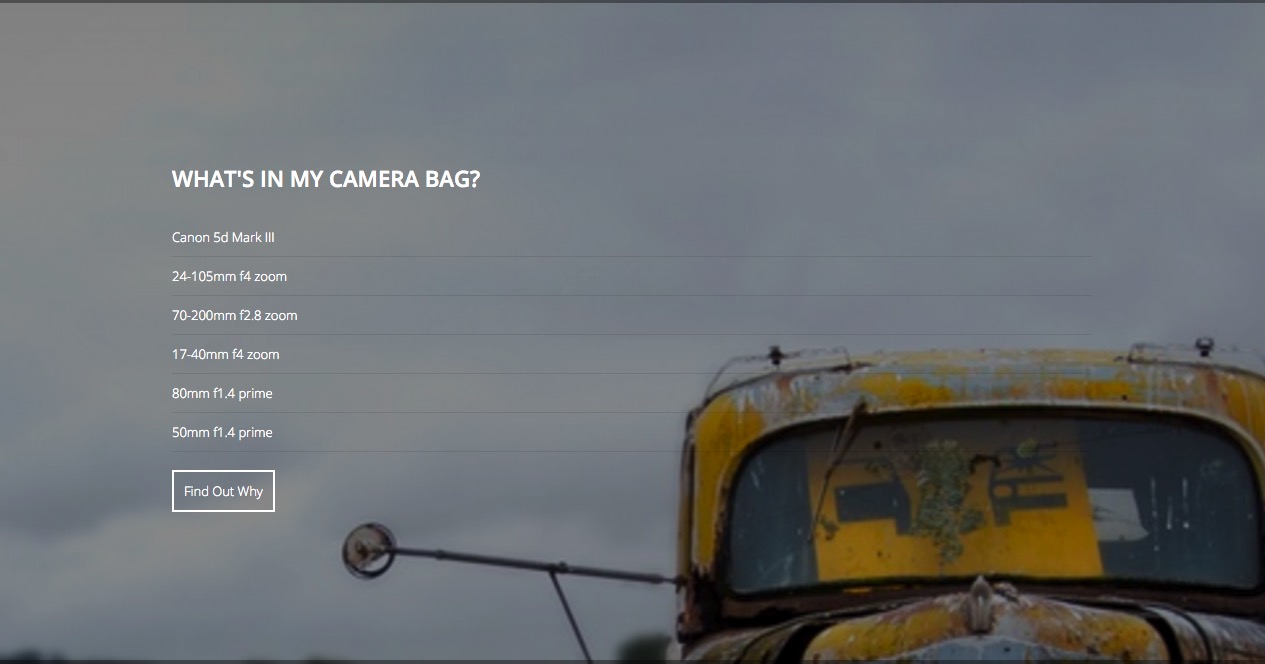 WHAT'S IN MY CAMERA BAG?
Canon 5d Mark III
24-105mm f4 zoom
70-200mm f2.8 zoom
17-40mm f4 zoom
80mm f1.4 prime
50mm f1.4 prime
Find Out Why